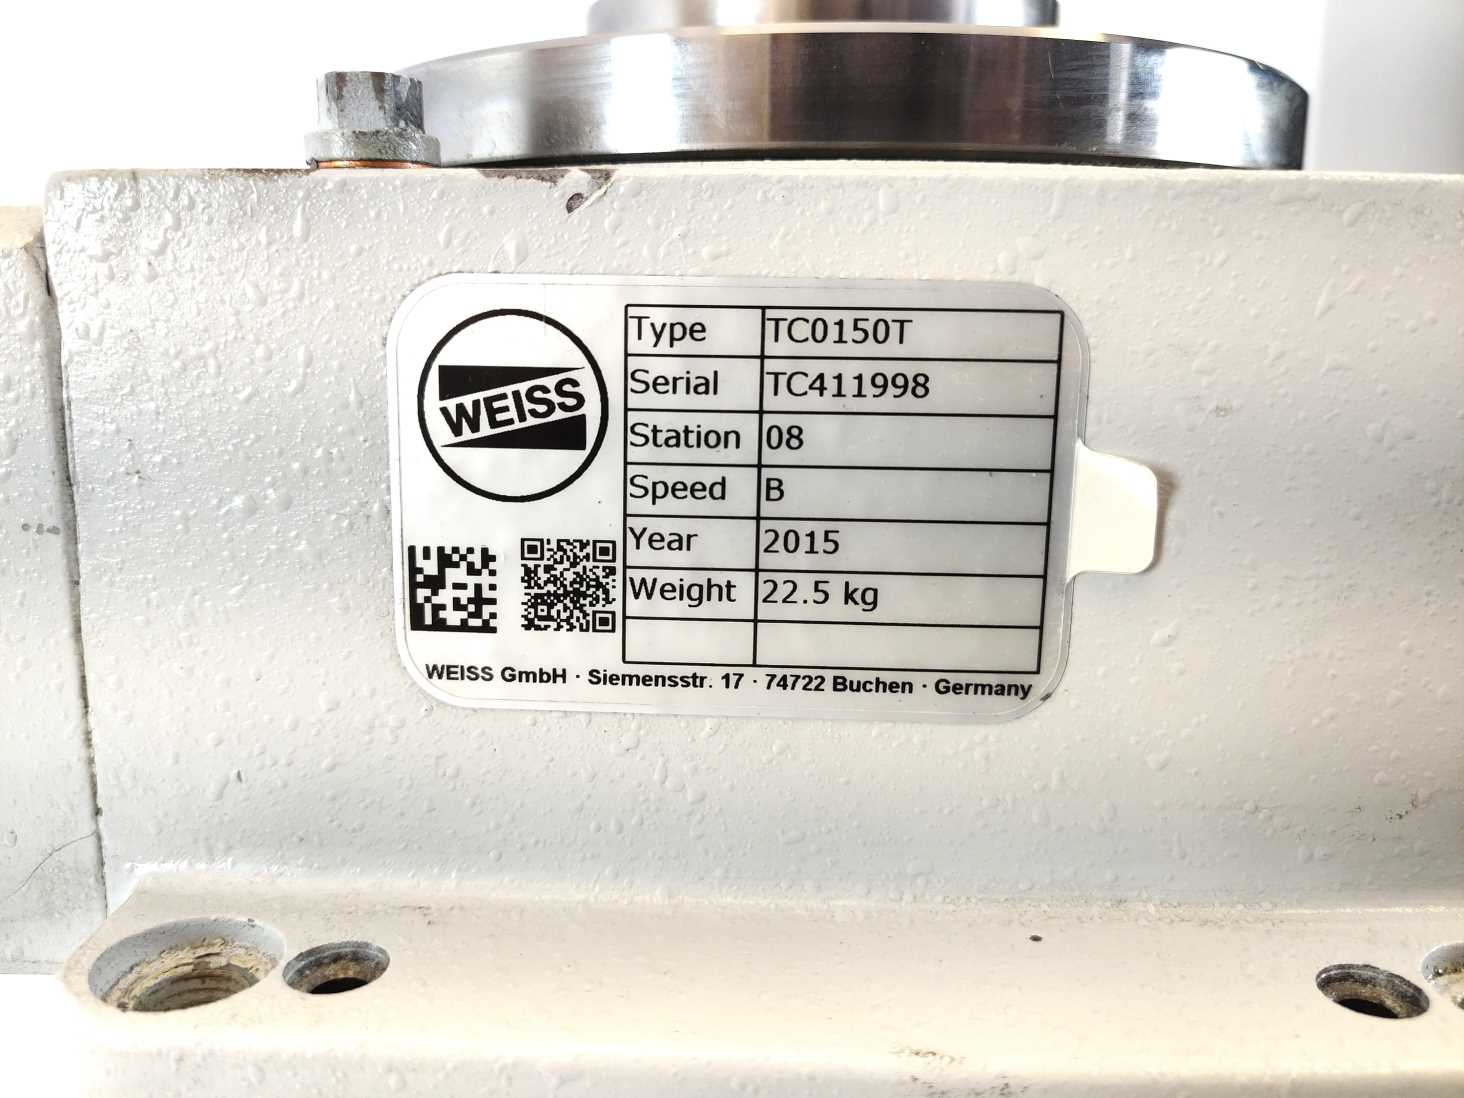 WEISS
Type TC0150T
Serial TC411998
Station 08
Speed B
Year 2015
Weight 22.5 kg
WEISS GmbH · Siemensstr. 17 · 74722 Buchen · Germany